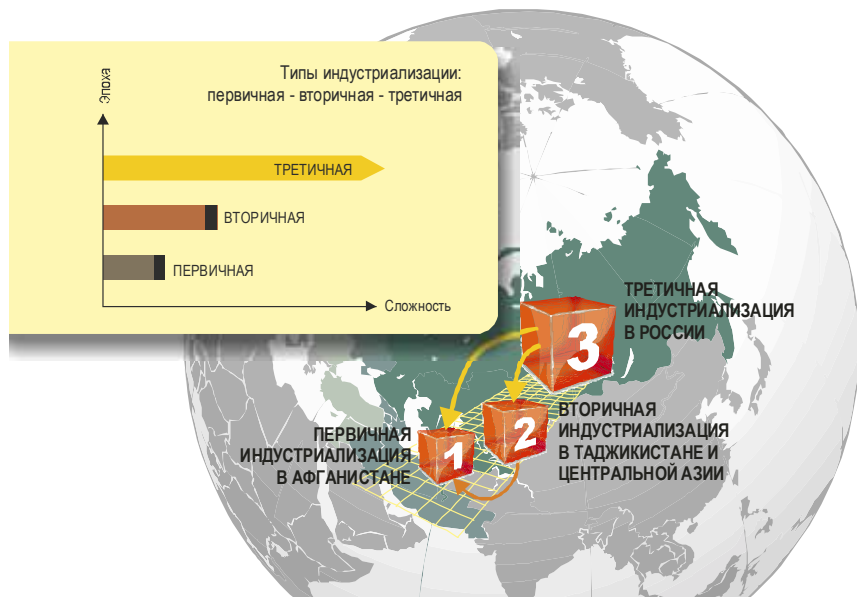 Типы индустриализации:
первичная - вторичная - третичная
Эпоха
ТРЕТИЧНАЯ
ВТОРИЧНАЯ
ПЕРВИЧНАЯ
Сложность
3
ТРЕТИЧНАЯ
ИНДУСТРИАЛИЗАЦИЯ
В РОССИИ
2
ВТОРИЧНАЯ
ИНДУСТРИАЛИЗАЦИЯ
В ТАДЖИКИСТАНЕ И
ЦЕНТРАЛЬНОЙ АЗИИ
ПЕРВИЧНАЯ
ИНДУСТРИАЛИЗАЦИЯ
В АФГАНИСТАНЕ
1